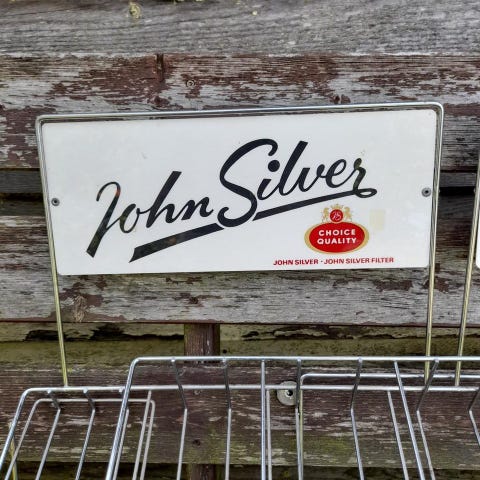 John Silver
CHOICE
QUALITY
JOHN SILVER · JOHN SILVER FILTER